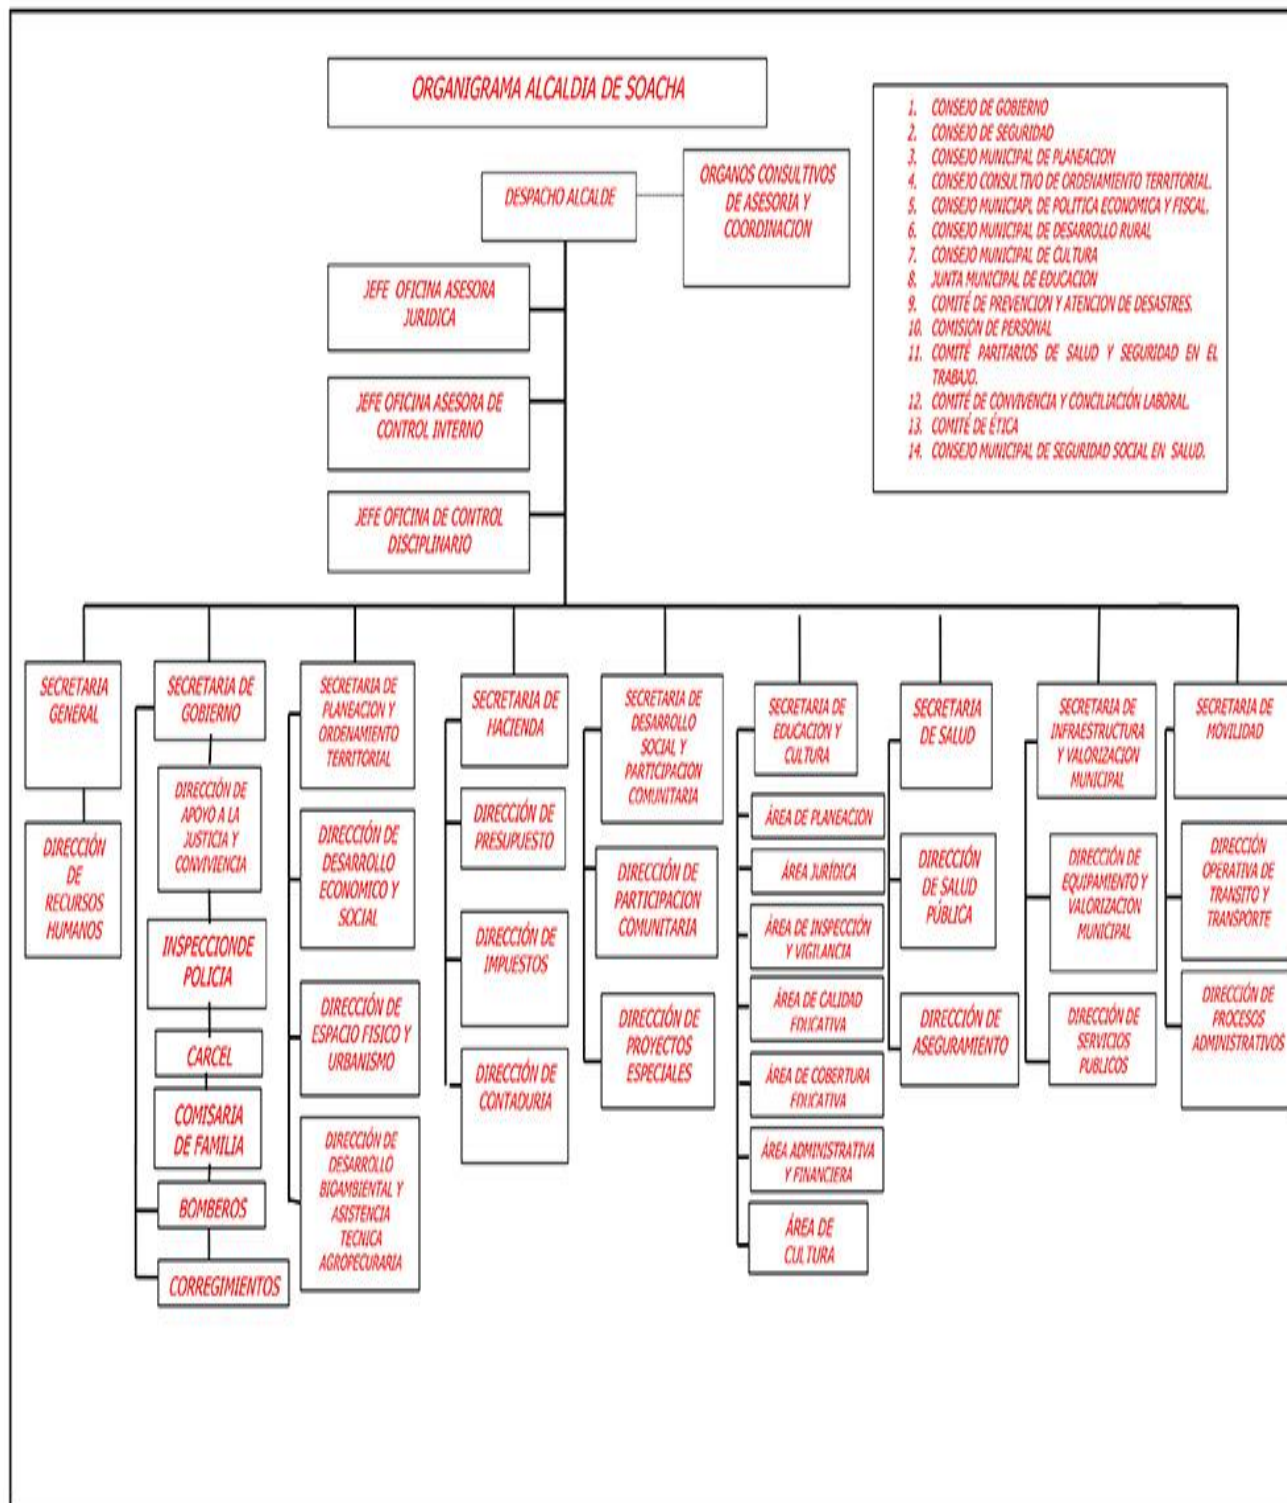 ORGANIGRAMA ALCALDIA DE SOACHA
DESPACHO ALCALDE
ORGANOS CONSULTIVOS
DE ASESORIA Y
COORDINACION
1. CONSEJO DE GOBIERNO
2. CONSEJO DE SEGURIDAD
3. CONSEJO MUNICIPAL DE PLANEACION
4. CONSEJO CONSULTIVO DE ORDENAMIENTO TERRITORIAL.
5. CONSEJO MUNICIAPL DE POLITICA ECONOMICA Y FISCAL.
6. CONSEJO MUNICIPAL DE DESARROLLO RURAL
7. CONSEJO MUNICIPAL DE CULTURA
8. JUNTA MUNICIPAL DE EDUCACION
9. COMITÉ DE PREVENCION Y ATENCION DE DESASTRES.
10. COMISION DE PERSONAL
11. COMITÉ PARITARIOS DE SALUD Y SEGURIDAD EN EL
TRABAJO.
12. COMITÉ DE CONVIVENCIA Y CONCILIACIÓN LABORAL.
13. COMITÉ DE ÉTICA
14. CONSEJO MUNICIPAL DE SEGURIDAD SOCIAL EN SALUD.
JEFE OFICINA ASESORA
JURIDICA
JEFE OFICINA ASESORA DE
CONTROL INTERNO
JEFE OFICINA DE CONTROL
DISCIPLINARIO
SECRETARIA
GENERAL
DIRECCIÓN
DE
RECURSOS
HUMANOS
SECRETARIA DE
GOBIERNO
DIRECCIÓN DE
APOYO A LA
JUSTICIA Y
CONVIVIENCIA
INSPECCIONDE
POLICIA
CARCEL
COMISARIA
DE FAMILIA
BOMBEROS
CORREGIMIENTOS
SECRETARIA DE
PLANEACION Y
ORDENAMIENTO
TERRITORIAL
DIRECCIÓN DE
DESARROLLO
ECONOMICO Y
SOCIAL
DIRECCIÓN DE
ESPACIO FISICO Y
URBANISMO
DIRECCIÓN DE
DESARROLLO
BIOAMBIENTAL Y
ASISTENCIA
TECNICA
AGROPECURARIA
SECRETARIA DE
HACIENDA
DIRECCIÓN DE
PRESUPUESTO
DIRECCIÓN DE
IMPUESTOS
DIRECCIÓN DE
CONTADURIA
SECRETARIA DE
DESARROLLO
SOCIAL Y
PARTICIPACION
COMUNITARIA
DIRECCIÓN DE
PARTICIPACION
COMUNITARIA
DIRECCIÓN DE
PROYECTOS
ESPECIALES
SECRETARIA DE
EDUCACION Y
CULTURA
ÁREA DE PLANEACION
ÁREA JURÍDICA
ÁREA DE INSPECCIÓN
Y VIGILANCIA
ÁREA DE CALIDAD
EDUCATIVA
ÁREA DE COBERTURA
EDUCATIVA
ÁREA ADMINISTRATIVA
Y FINANCIERA
ÁREA DE
CULTURA
SECRETARIA
DE SALUD
DIRECCIÓN
DE SALUD
PÚBLICA
DIRECCIÓN DE
ASEGURAMIENTO
SECRETARIA DE
INFRAESTRUCTURA
Y VALORIZACION
MUNICIPAL
DIRECCIÓN DE
EQUIPAMIENTO Y
VALORIZACION
MUNICIPAL
DIRECCIÓN DE
SERVICIOS
PUBLICOS
SECRETARIA DE
MOVILIDAD
DIRECCIÓN
OPERATIVA DE
TRANSITO Y
TRANSPORTE
DIRECCIÓN DE
PROCESOS
ADMINISTRATIVOS